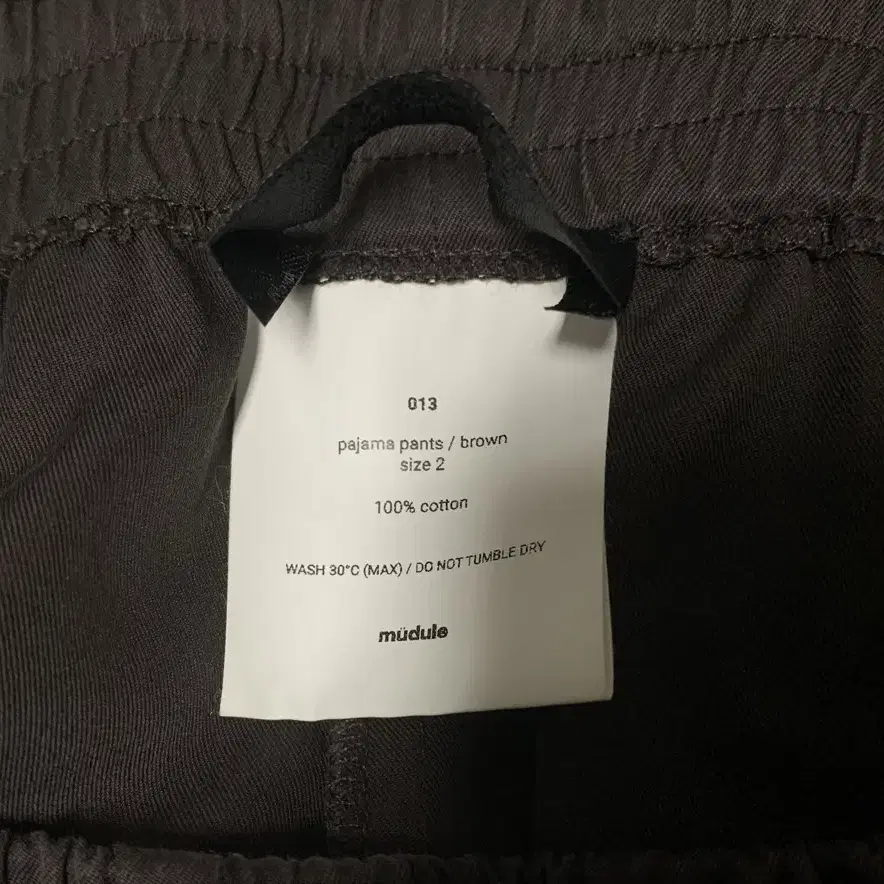 013
pajama pants / brown
size 2
100% cotton
WASH 30°C (MAX) / DO NOT TUMBLE DRY
müdule